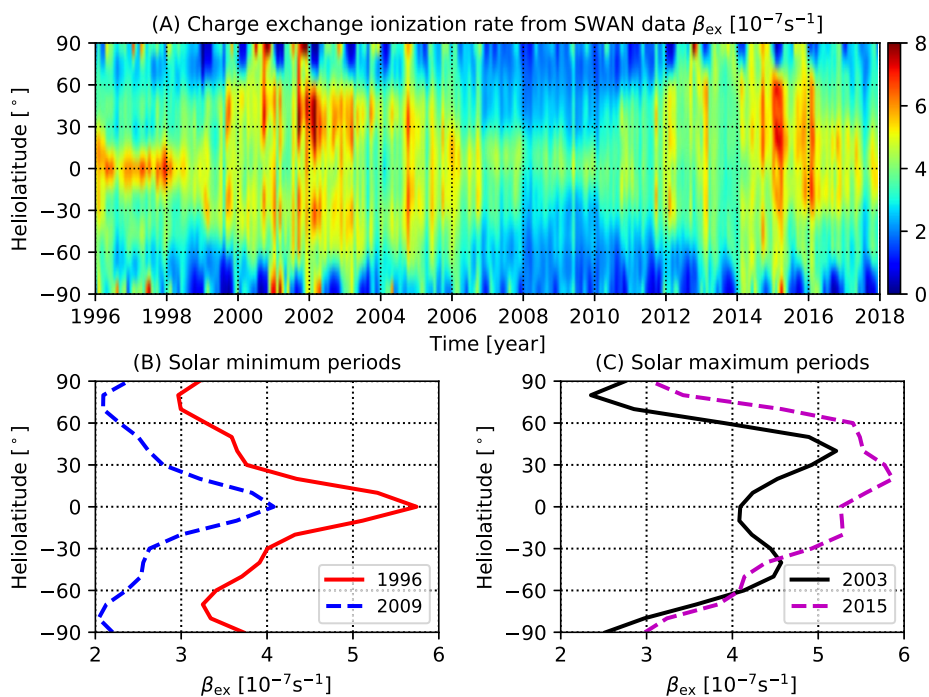 (A) Charge exchange ionization rate from SWAN data βex [10⁻⁷s⁻¹]
Heliolatitude [°]
90
60
30
0
−30
−60
−90
8
6
4
2
0
1996 1998 2000 2002 2004 2006 2008 2010 2012 2014 2016 2018
Time [year]
(B) Solar minimum periods
Heliolatitude [°]
90
60
30
0
−30
−60
−90
1996
2009
2 3 4 5 6
βex [10⁻⁷s⁻¹]
(C) Solar maximum periods
Heliolatitude [°]
90
60
30
0
−30
−60
−90
2003
2015
2 3 4 5 6
βex [10⁻⁷s⁻¹]